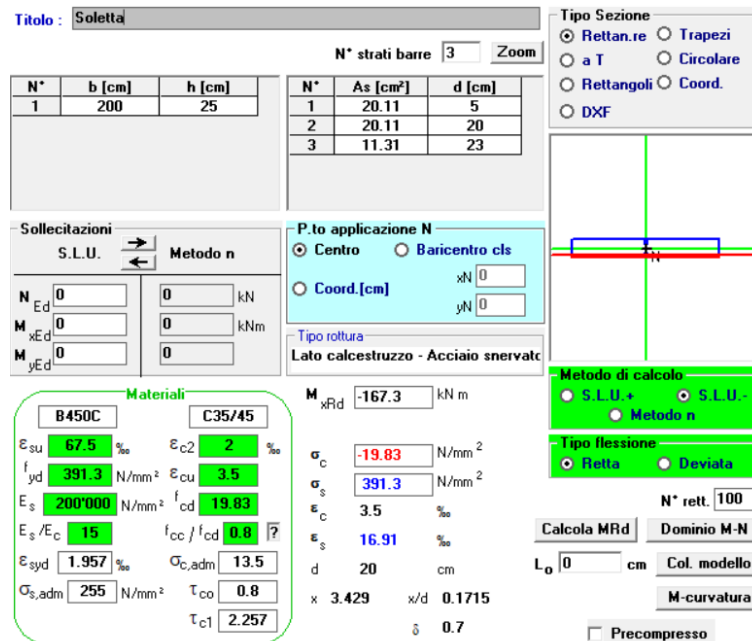 Titolo : Soletta
N° strati barre 3 Zoom
N° b [cm] h [cm]
1 200 25
N° As [cm²] d [cm]
1 20.11 5
2 20.11 20
3 11.31 23
Tipo Sezione
Rettan.re Trapezi
a T Circolare
Rettangoli Coord.
DXF
N
Sollecitazioni
S.L.U. Metodo n
N Ed 0 0 kN
M xEd 0 0 kNm
M yEd 0 0
P.to applicazione N
Centro Baricentro cls
Coord.[cm] xN 0
yN 0
Tipo rottura
Lato calcestruzzo - Acciaio snervato
Materiali
B450C C35/45
εsu 67.5 ‰ εc2 2 ‰
fyd 391.3 N/mm² εcu 3.5
Es 200'000 N/mm² fcd 19.83
Es /Ec 15 fcc / fcd 0.8 ?
εsyd 1.957 ‰ σc,adm 13.5
σs,adm 255 N/mm² τco 0.8
τc1 2.257
M xRd -167.3 kN m
σc -19.83 N/mm²
σs 391.3 N/mm²
εc 3.5 ‰
εs 16.91 ‰
d 20 cm
x 3.429 x/d 0.1715
δ 0.7
Metodo di calcolo
S.L.U.+ S.L.U.-
Metodo n
Tipo flessione
Retta Deviata
N° rett. 100
Calcola MRd Dominio M-N
Lo 0 cm Col. modello
M-curvatura
Precompresso